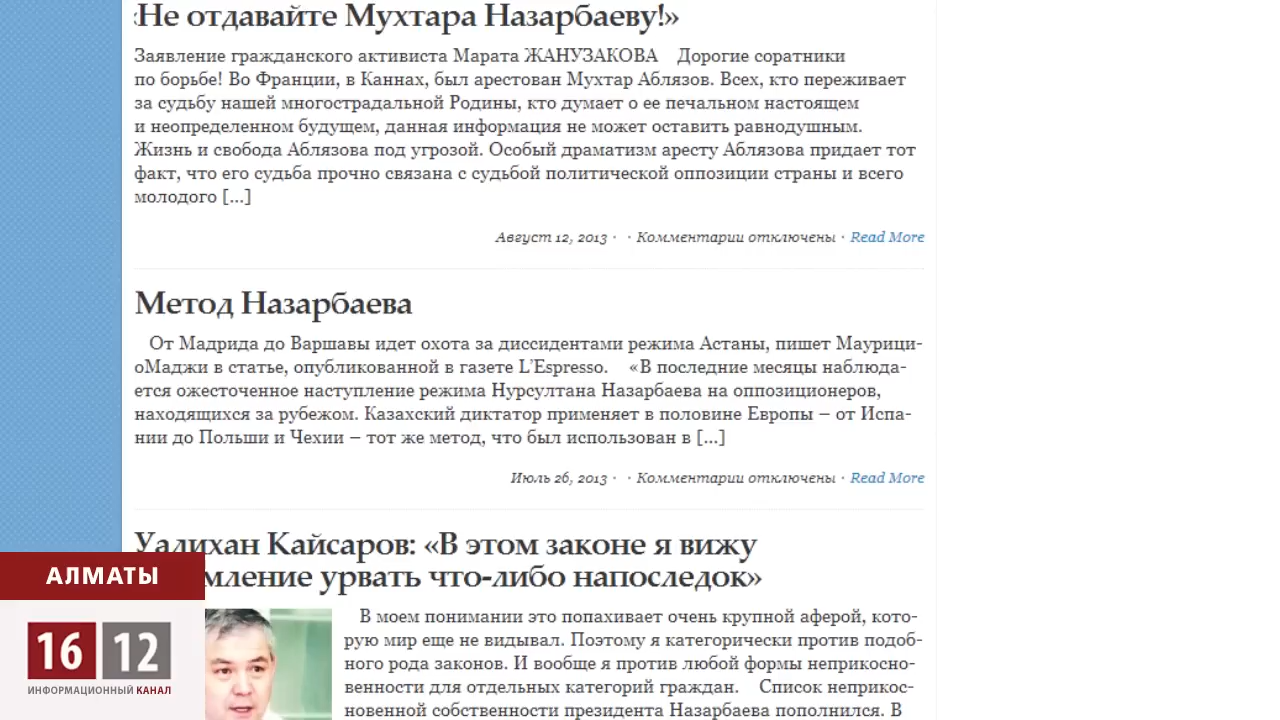 «Не отдавайте Мухтара Назарбаеву!»
Заявление гражданского активиста Марата ЖАНУЗАКОВА Дорогие соратники
по борьбе! Во Франции, в Каннах, был арестован Мухтар Аблязов. Всех, кто переживает
за судьбу нашей многострадальной Родины, кто думает о ее печальном настоящем
и неопределенном будущем, данная информация не может оставить равнодушным.
Жизнь и свобода Аблязова под угрозой. Особый драматизм аресту Аблязова придает тот
факт, что его судьба прочно связана с судьбой политической оппозиции страны и всего
молодого [...]
Август 12, 2013 · · Комментарии отключены · Read More
Метод Назарбаева
От Мадрида до Варшавы идет охота за диссидентами режима Астаны, пишет Маурици-
оМаджи в статье, опубликованной в газете L'Espresso. «В последние месяцы наблюда-
ется ожесточенное наступление режима Нурсултана Назарбаева на оппозиционеров,
находящихся за рубежом. Казахский диктатор применяет в половине Европы – от Испа-
нии до Польши и Чехии – тот же метод, что был использован в [...]
Июль 26, 2013 · · Комментарии отключены · Read More
Уалихан Кайсаров: «В этом законе я вижу
урвать что-либо напоследок»
В моем понимании это попахивает очень крупной аферой, кото-
рую мир еще не видывал. Поэтому я категорически против подоб-
ного рода законов. И вообще я против любой формы неприкосно-
венности для отдельных категорий граждан. Список неприкос-
новенной собственности президента Назарбаева пополнился. В
АЛМАТЫ
16 12
ИНФОРМАЦИОННЫЙ КАНАЛ